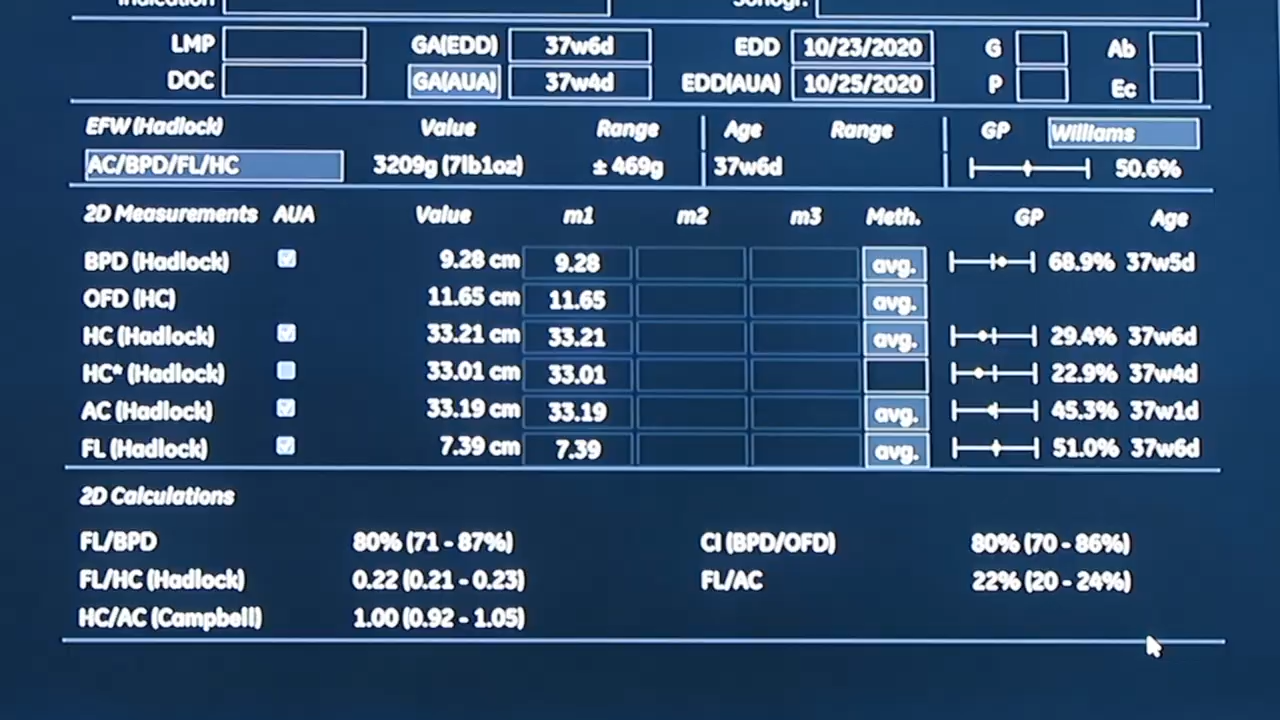 Indication Sonogr.
LMP GA(EDD) 37w6d EDD 10/23/2020 G Ab
DOC GA(AUA) 37w4d EDD(AUA) 10/25/2020 P Ec
EFW (Hadlock) Value Range Age Range GP Williams
AC/BPD/FL/HC 3209g (7lb1oz) ± 469g 37w6d 50.6%
2D Measurements AUA Value m1 m2 m3 Meth. GP Age
BPD (Hadlock) 9.28 cm 9.28 avg. 68.9% 37w5d
OFD (HC) 11.65 cm 11.65 avg.
HC (Hadlock) 33.21 cm 33.21 avg. 29.4% 37w6d
HC* (Hadlock) 33.01 cm 33.01 22.9% 37w4d
AC (Hadlock) 33.19 cm 33.19 avg. 45.3% 37w1d
FL (Hadlock) 7.39 cm 7.39 avg. 51.0% 37w6d
2D Calculations
FL/BPD 80% (71 - 87%) CI (BPD/OFD) 80% (70 - 86%)
FL/HC (Hadlock) 0.22 (0.21 - 0.23) FL/AC 22% (20 - 24%)
HC/AC (Campbell) 1.00 (0.92 - 1.05)